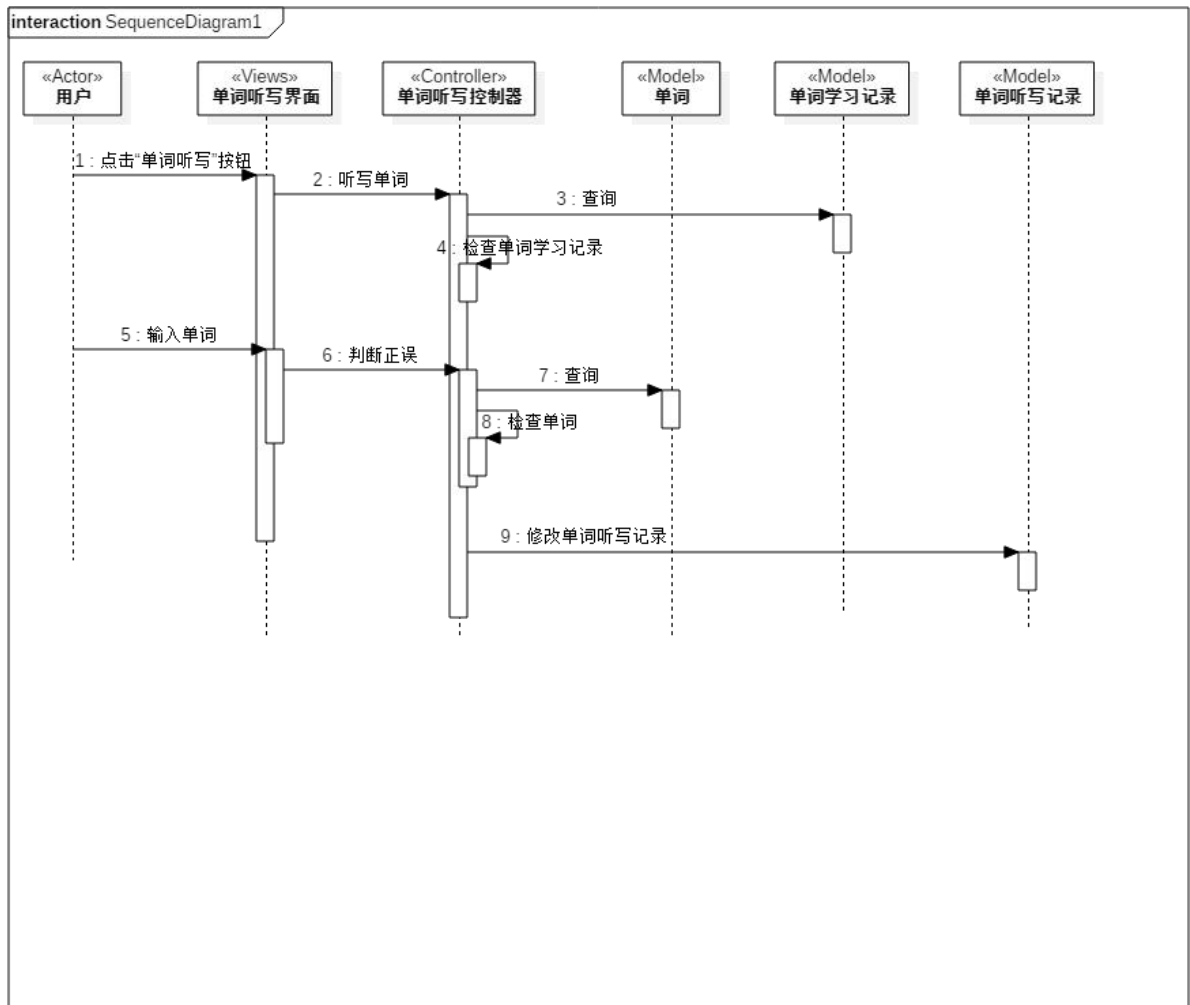 interaction SequenceDiagram1
«Actor»
用户
«Views»
单词听写界面
«Controller»
单词听写控制器
«Model»
单词
«Model»
单词学习记录
«Model»
单词听写记录
1 : 点击“单词听写”按钮
2 : 听写单词
3 : 查询
4 : 检查单词学习记录
5 : 输入单词
6 : 判断正误
7 : 查询
8 : 检查单词
9 : 修改单词听写记录